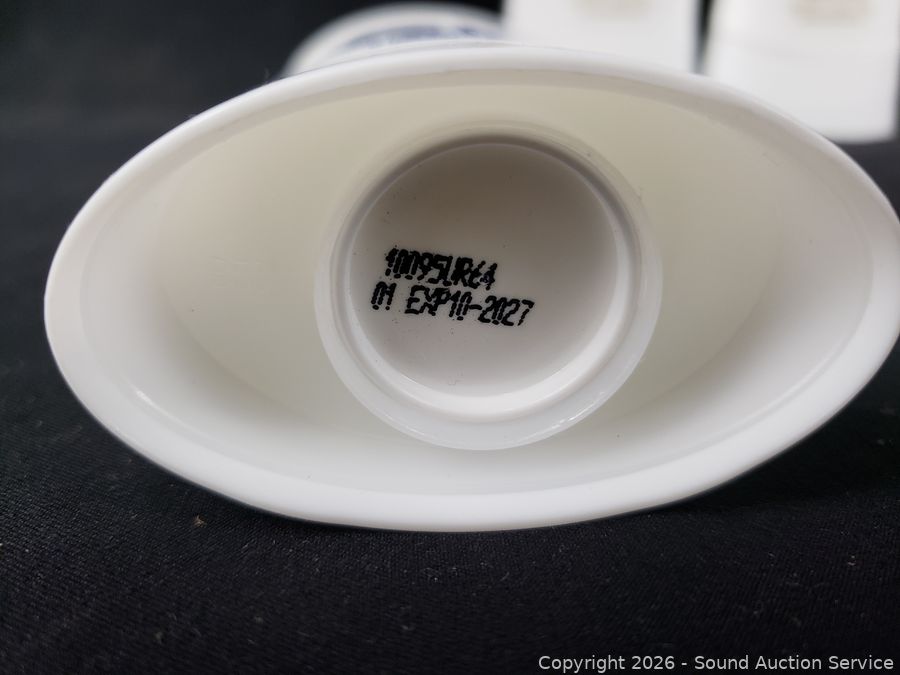 10095UR64
01 EXP10-2027
Copyright © 2026 - Sound Auction Service